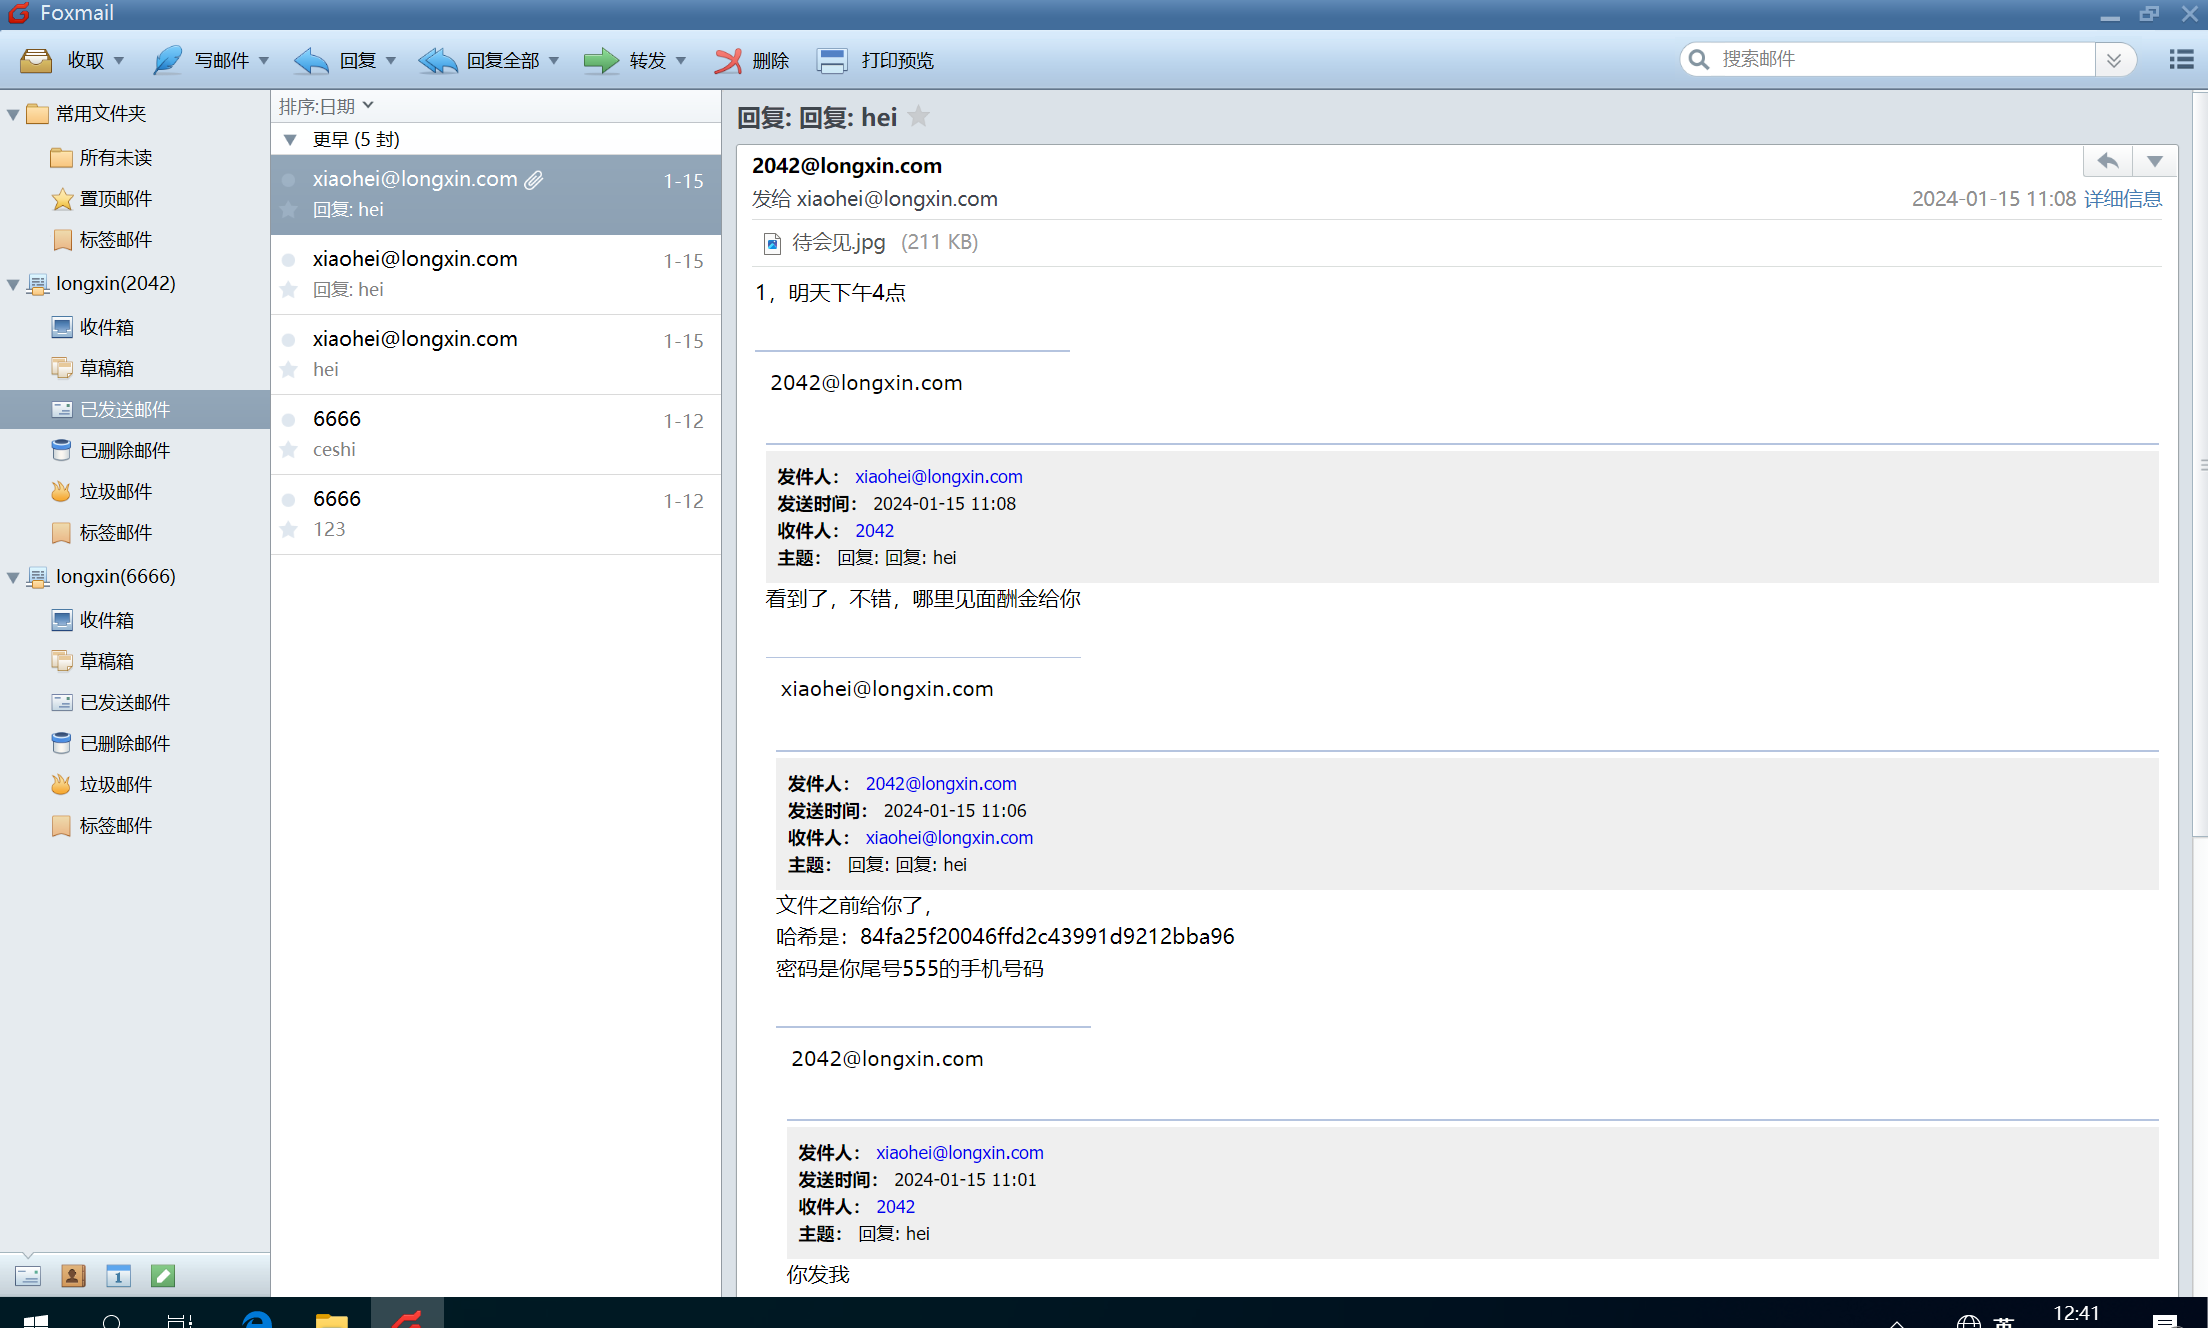 Foxmail
收取 写邮件 回复 回复全部 转发 删除 打印预览 搜索邮件
常用文件夹
所有未读
置顶邮件
标签邮件
longxin(2042)
收件箱
草稿箱
已发送邮件
已删除邮件
垃圾邮件
标签邮件
longxin(6666)
收件箱
草稿箱
已发送邮件
已删除邮件
垃圾邮件
标签邮件
排序:日期
更早 (5 封)
xiaohei@longxin.com 1-15
回复: hei
xiaohei@longxin.com 1-15
回复: hei
xiaohei@longxin.com 1-15
hei
6666 1-12
ceshi
6666 1-12
123
回复: 回复: hei
2042@longxin.com
发给 xiaohei@longxin.com 2024-01-15 11:08 详细信息
待会见.jpg (211 KB)
1，明天下午4点
2042@longxin.com
发件人： xiaohei@longxin.com
发送时间： 2024-01-15 11:08
收件人： 2042
主题： 回复: 回复: hei
看到了，不错，哪里见面酬金给你
xiaohei@longxin.com
发件人： 2042@longxin.com
发送时间： 2024-01-15 11:06
收件人： xiaohei@longxin.com
主题： 回复: 回复: hei
文件之前给你了，
哈希是：84fa25f20046ffd2c43991d9212bba96
密码是你尾号555的手机号码
2042@longxin.com
发件人： xiaohei@longxin.com
发送时间： 2024-01-15 11:01
收件人： 2042
主题： 回复: hei
你发我
1
英 12:41